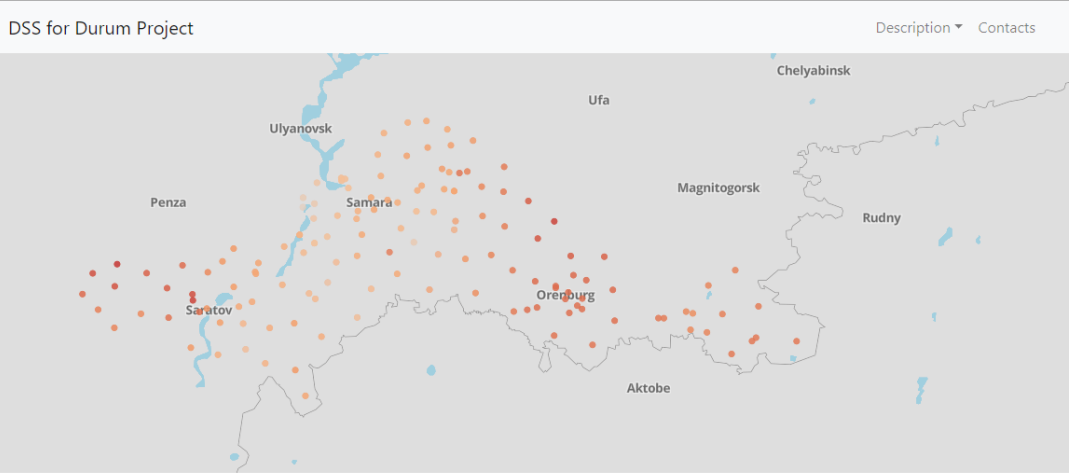 DSS for Durum Project
Description
Contacts
Chelyabinsk
Ufa
Ulyanovsk
Magnitogorsk
Penza
Samara
Rudny
Orenburg
Saratov
Aktobe